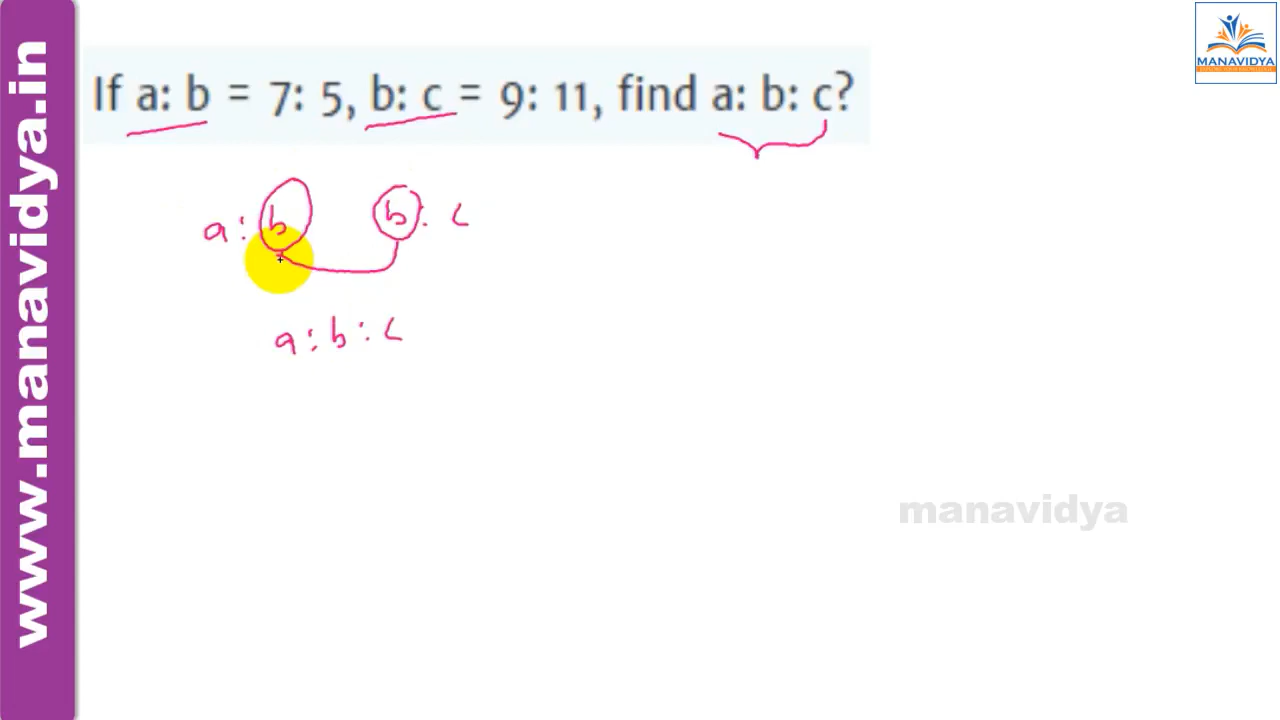 www.manavidya.in
MANAVIDYA
If a: b = 7: 5, b: c = 9: 11, find a: b: c?
a : b b : c
a : b : c
manavidya